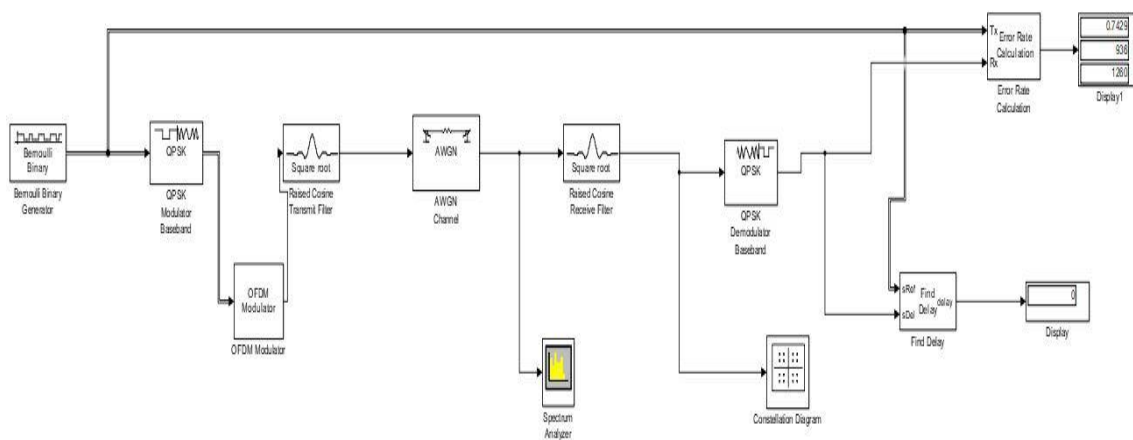 Tx
Error Rate
Calculation
Rx
Error Rate
Calculation
0.7429
936
1260
Display1
Bernoulli
Binary
Bernoulli Binary
Generator
QPSK
QPSK
Modulator
Baseband
Square root
Raised Cosine
Transmit Filter
AWGN
AWGN
Channel
Square root
Raised Cosine
Receive Filter
QPSK
QPSK
Demodulator
Baseband
OFDM
Modulator
OFDM Modulator
sRef
Find
Delay
delay
sDel
Find Delay
0
Display
Spectrum
Analyzer
Constellation Diagram